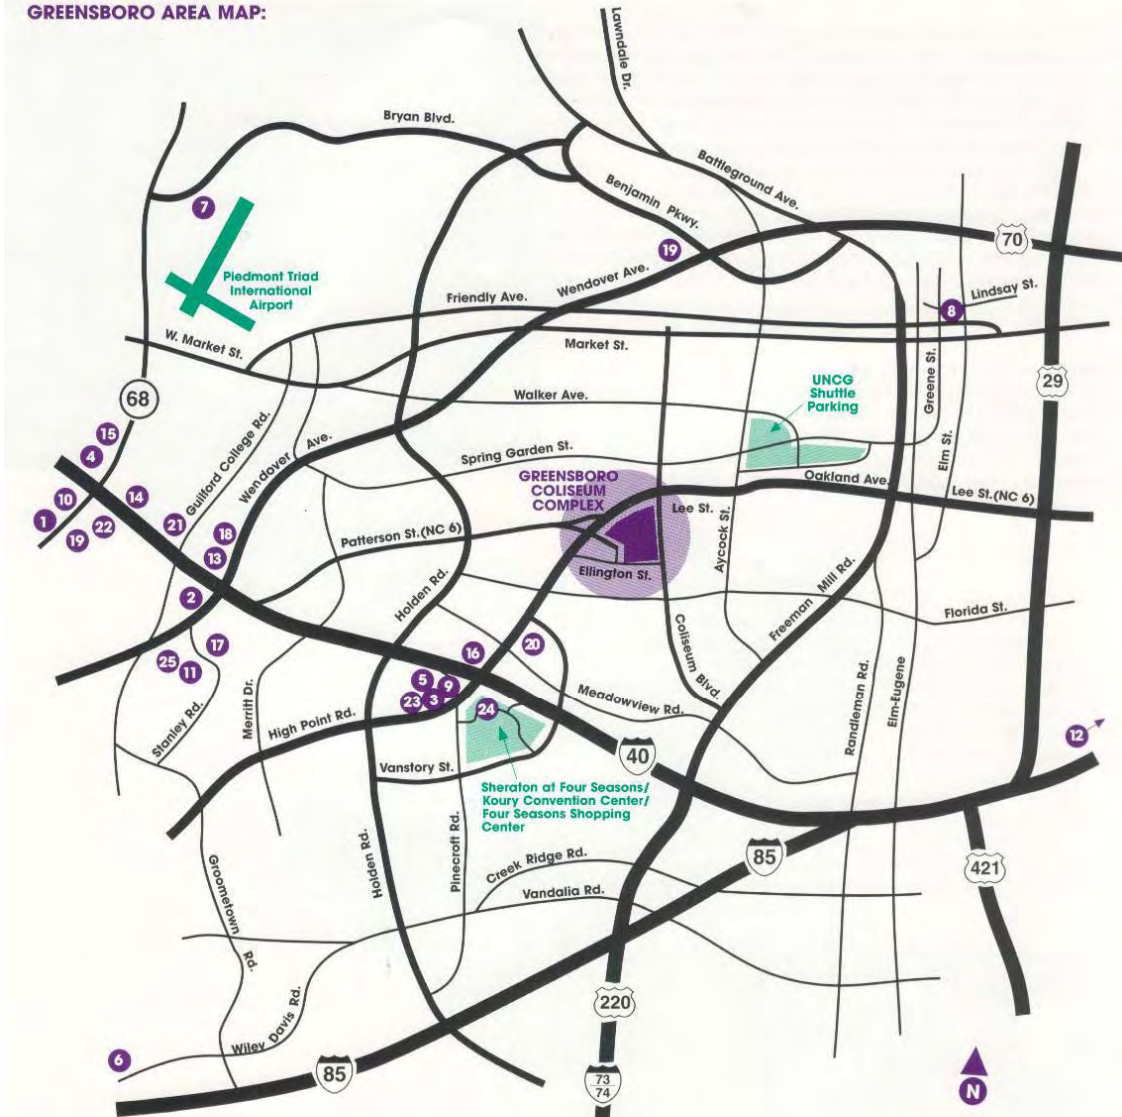 GREENSBORO AREA MAP:
Lawndale Dr.
Bryan Blvd.
Battleground Ave.
Benjamin Pkwy.
7
19
70
Piedmont Triad
International
Airport
Wendover Ave.
Friendly Ave.
Lindsay St.
8
W. Market St.
Market St.
UNCG
Shuttle
Parking
Greene St.
29
68
Walker Ave.
15
4
Guilford College Rd.
Wendover Ave.
Spring Garden St.
Elm St.
GREENSBORO
COLISEUM
COMPLEX
Oakland Ave.
Lee St.(NC 6)
10
14
1
22
19
21
18
13
Patterson St.(NC 6)
Lee St.
Aycock St.
Ellington St.
2
Holden Rd.
Freeman Mill Rd.
Florida St.
17
25
11
16
20
Coliseum Blvd.
5
9
23
3
24
Merritt Dr.
Stanley Rd.
High Point Rd.
Meadowview Rd.
Randleman Rd.
Elm-Eugene
12
40
Vanstory St.
Sheraton at Four Seasons/
Koury Convention Center/
Four Seasons Shopping
Center
Pinecroft Rd.
Holden Rd.
Groometown Rd.
Creek Ridge Rd.
85
421
Vandalia Rd.
220
Wiley Davis Rd.
6
85
73
74
N